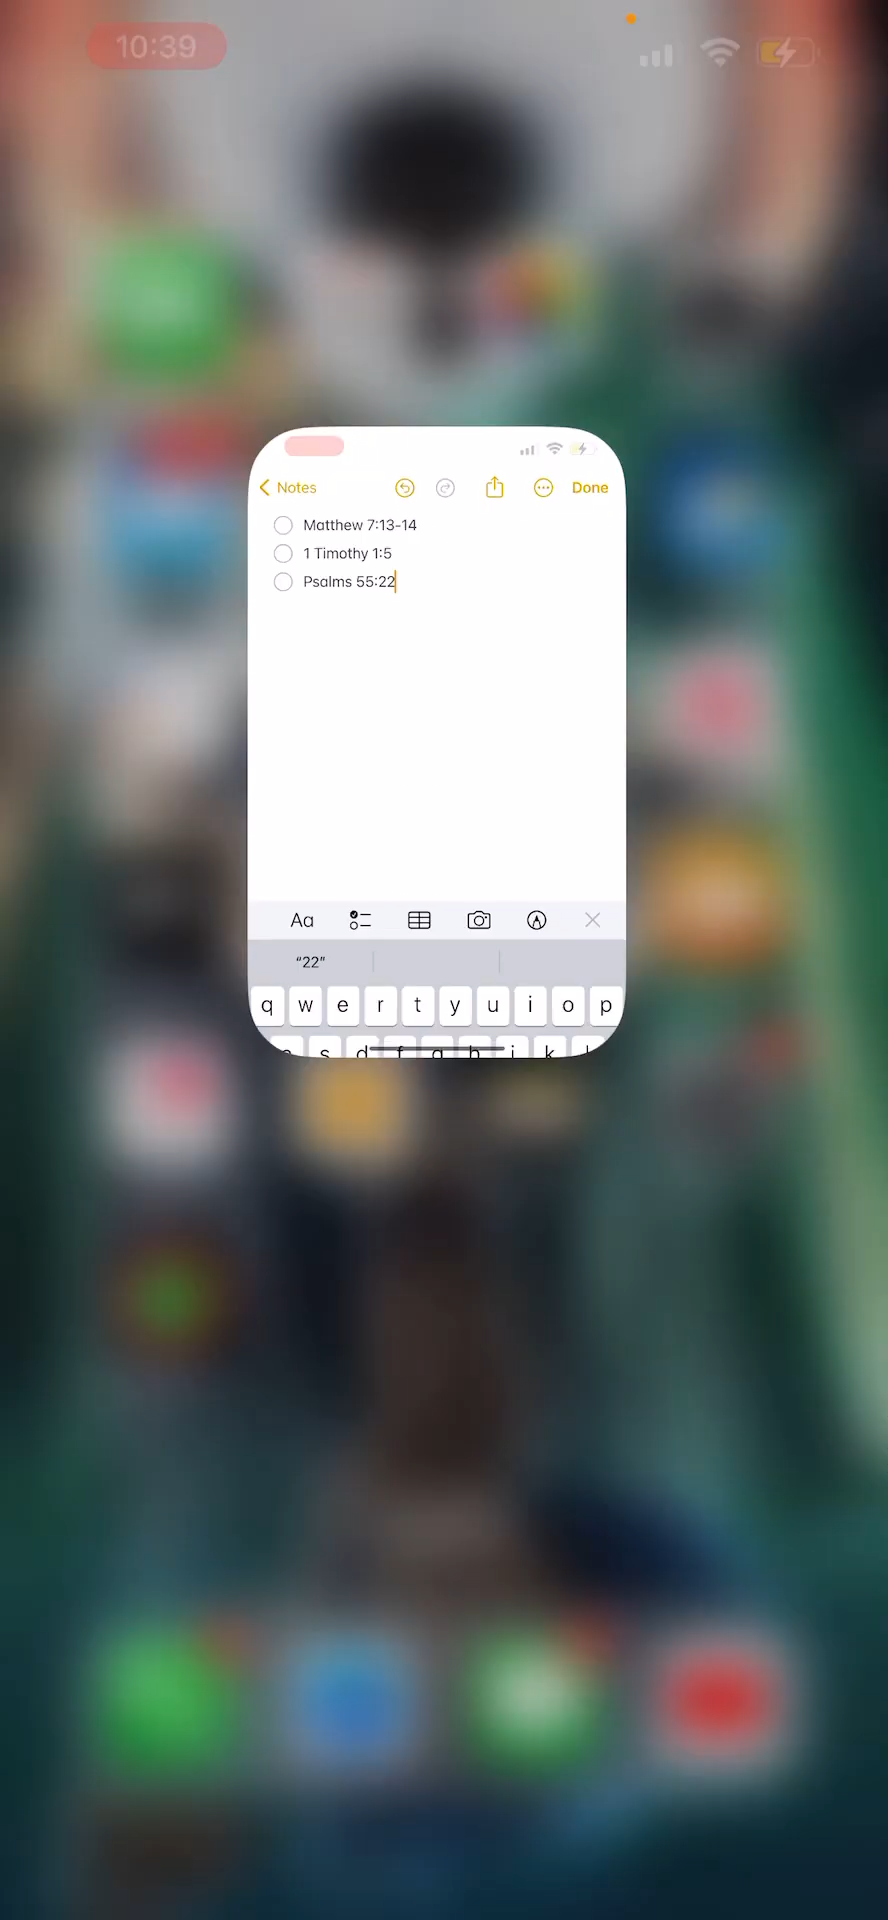 10:39
Notes
Done
Matthew 7:13-14
1 Timothy 1:5
Psalms 55:22
Aa
“22”
q w e r t y u i o p
s d f g h j k